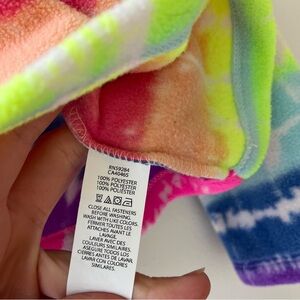 RN59284
CA40465
100% POLYESTER
100% POLYESTER
100% POLIÉSTER
CLOSE ALL FASTENERS
BEFORE WASHING.
WASH WITH LIKE COLORS.
FERMER TOUTES LES
ATTACHES AVANT LE
LAVAGE.
LAVER AVEC DES
COULEURS SIMILAIRES.
CIERRE TODOS LOS
BROCHES ANTES DE
LAVAR.
LAVAR CON COLORES
SIMILARES.